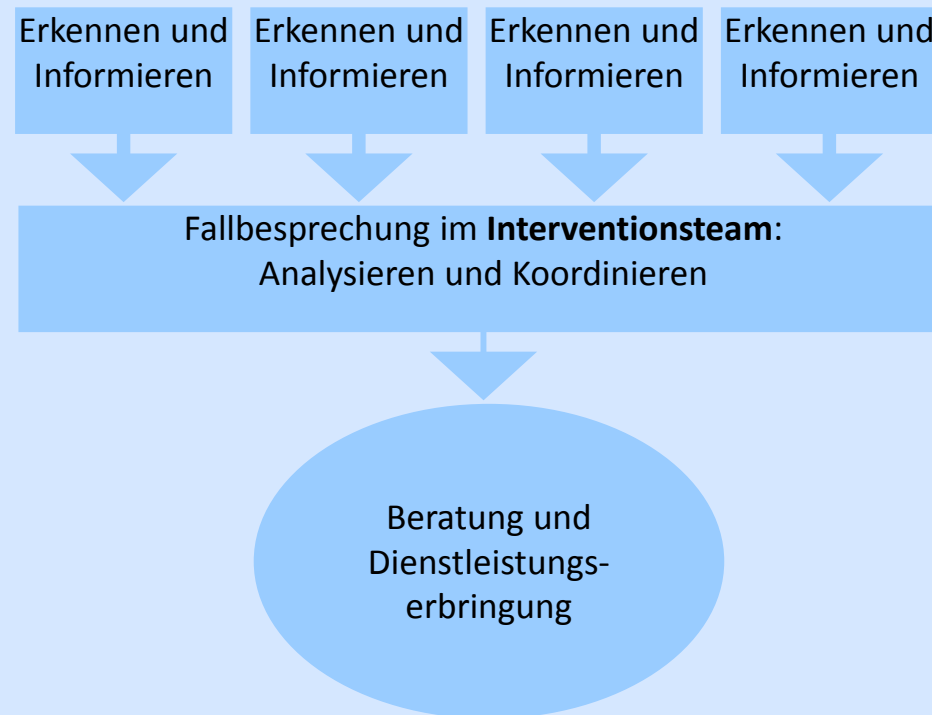 Erkennen und
Informieren
Erkennen und
Informieren
Erkennen und
Informieren
Erkennen und
Informieren
Fallbesprechung im Interventionsteam:
Analysieren und Koordinieren
Beratung und
Dienstleistungs-
erbringung